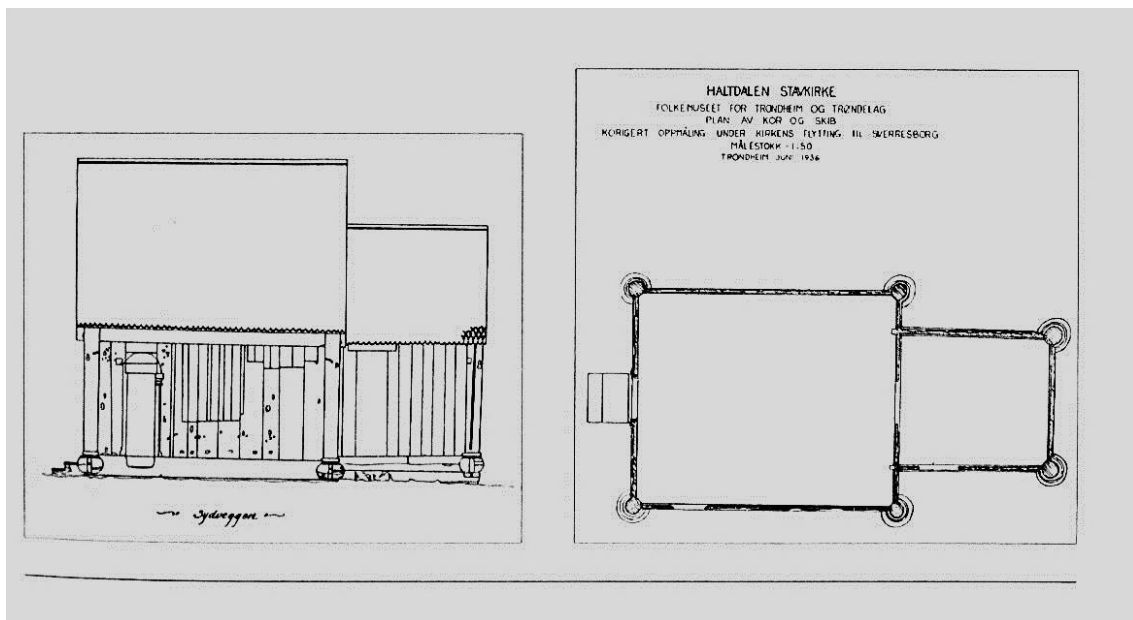 Sydveggen
HALTDALEN STAVKIRKE
FOLKEMUSEET FOR TRONDHEIM OG TRØNDELAG
PLAN AV KOR OG SKIB
KORIGERT OPPMÅLING UNDER KIRKENS FLYTTING TIL SVERRESBORG
MÅLESTOKK - 1:50
TRONDHEIM JUNI 1936